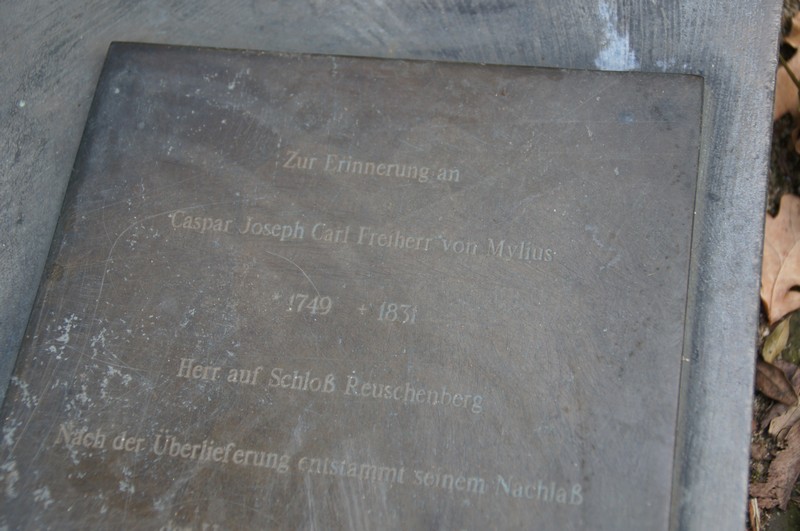 Zur Erinnerung an
Caspar Joseph Carl Freiherr von Mylius
* 1749 + 1831
Herr auf Schloß Reuschenberg
Nach der Überlieferung entstammt seinem Nachlaß